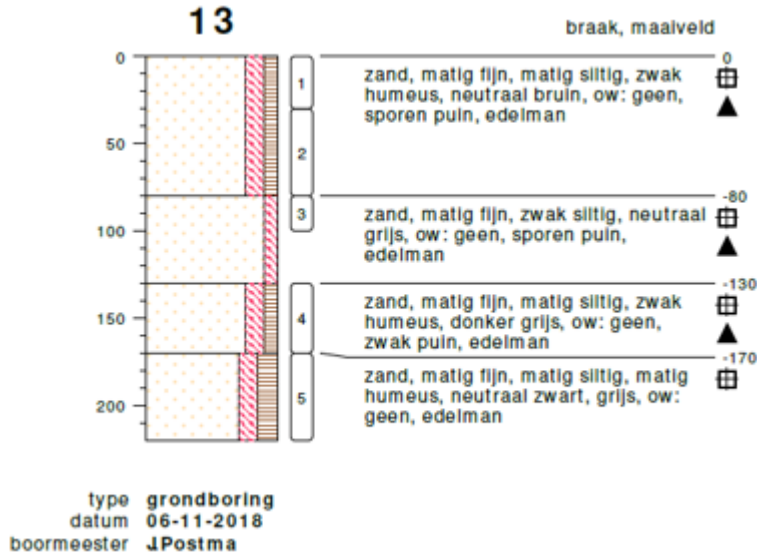 13
braak, maaiveld
0
0
1
zand, matig fijn, matig siltig, zwak
humeus, neutraal bruin, ow: geen,
sporen puin, edelman
50
2
-80
3
100
zand, matig fijn, zwak siltig, neutraal
grijs, ow: geen, sporen puin,
edelman
-130
150
4
zand, matig fijn, matig siltig, zwak
humeus, donker grijs, ow: geen,
zwak puin, edelman
-170
200
5
zand, matig fijn, matig siltig, matig
humeus, neutraal zwart, grijs, ow:
geen, edelman
type grondboring
datum 06-11-2018
boormeester JPostma